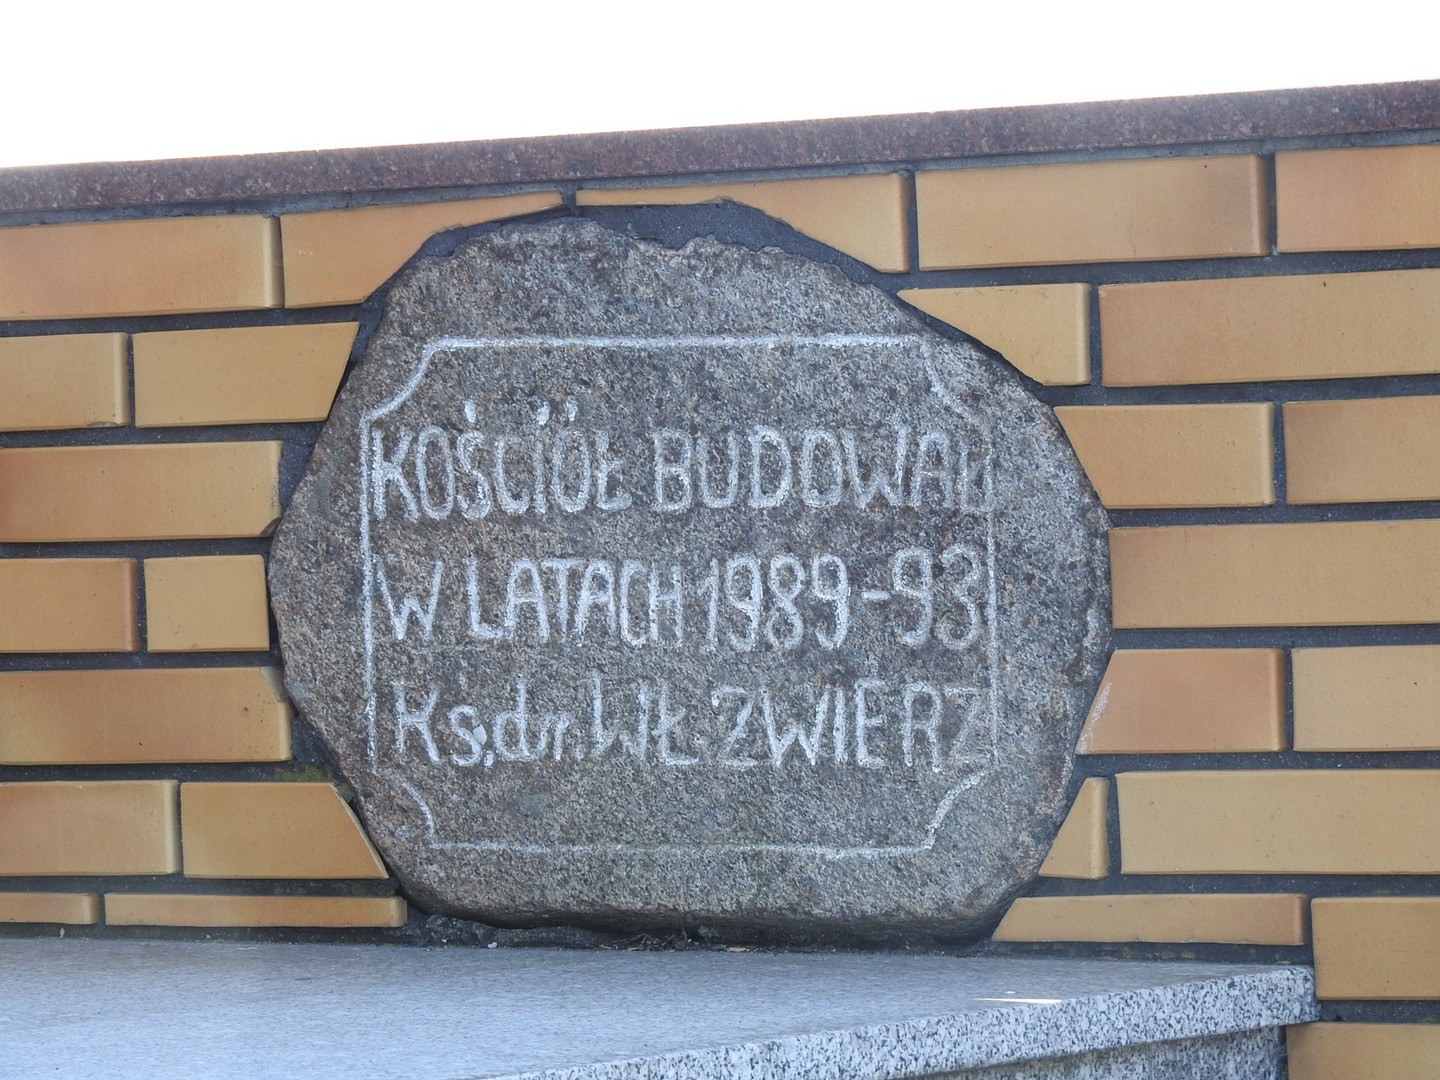 KOŚCIÓŁ BUDOWAŁ
W LATACH 1989-93
Ks. dr. WŁ. ZWIERZ